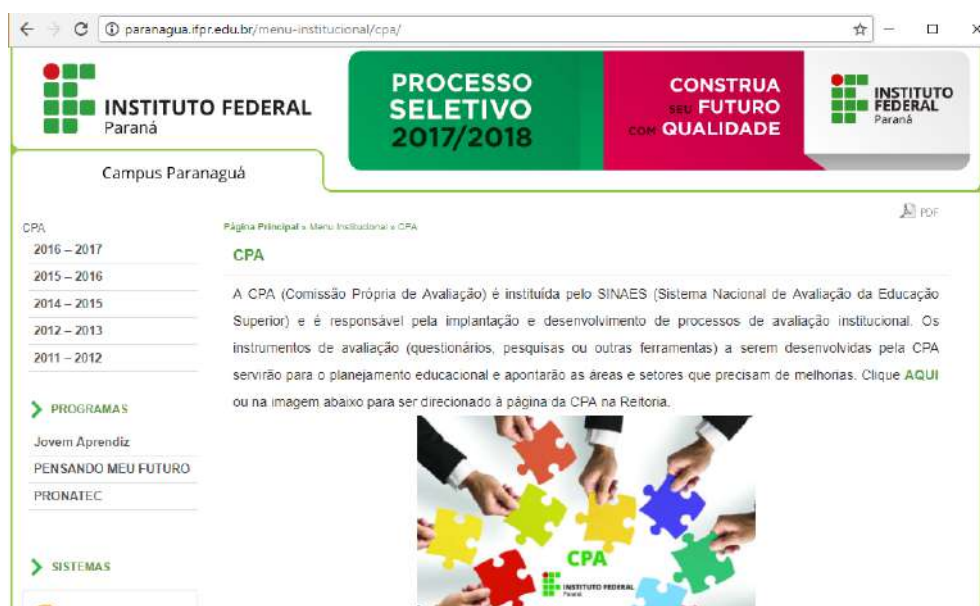 paranagua.ifpr.edu.br/menu-institucional/cpa/
INSTITUTO FEDERAL
Paraná
PROCESSO
SELETIVO
2017/2018
CONSTRUA
SEU FUTURO
COM QUALIDADE
INSTITUTO
FEDERAL
Paraná
Campus Paranaguá
PDF
CPA
2016 – 2017
2015 – 2016
2014 – 2015
2012 – 2013
2011 – 2012
PROGRAMAS
Jovem Aprendiz
PENSANDO MEU FUTURO
PRONATEC
SISTEMAS
Página Principal » Menu Institucional » CPA
CPA
A CPA (Comissão Própria de Avaliação) é instituída pelo SINAES (Sistema Nacional de Avaliação da Educação
Superior) e é responsável pela implantação e desenvolvimento de processos de avaliação institucional. Os
instrumentos de avaliação (questionários, pesquisas ou outras ferramentas) a serem desenvolvidas pela CPA
servirão para o planejamento educacional e apontarão as áreas e setores que precisam de melhorias. Clique AQUI
ou na imagem abaixo para ser direcionado à página da CPA na Reitoria.
CPA
INSTITUTO FEDERAL
Paraná